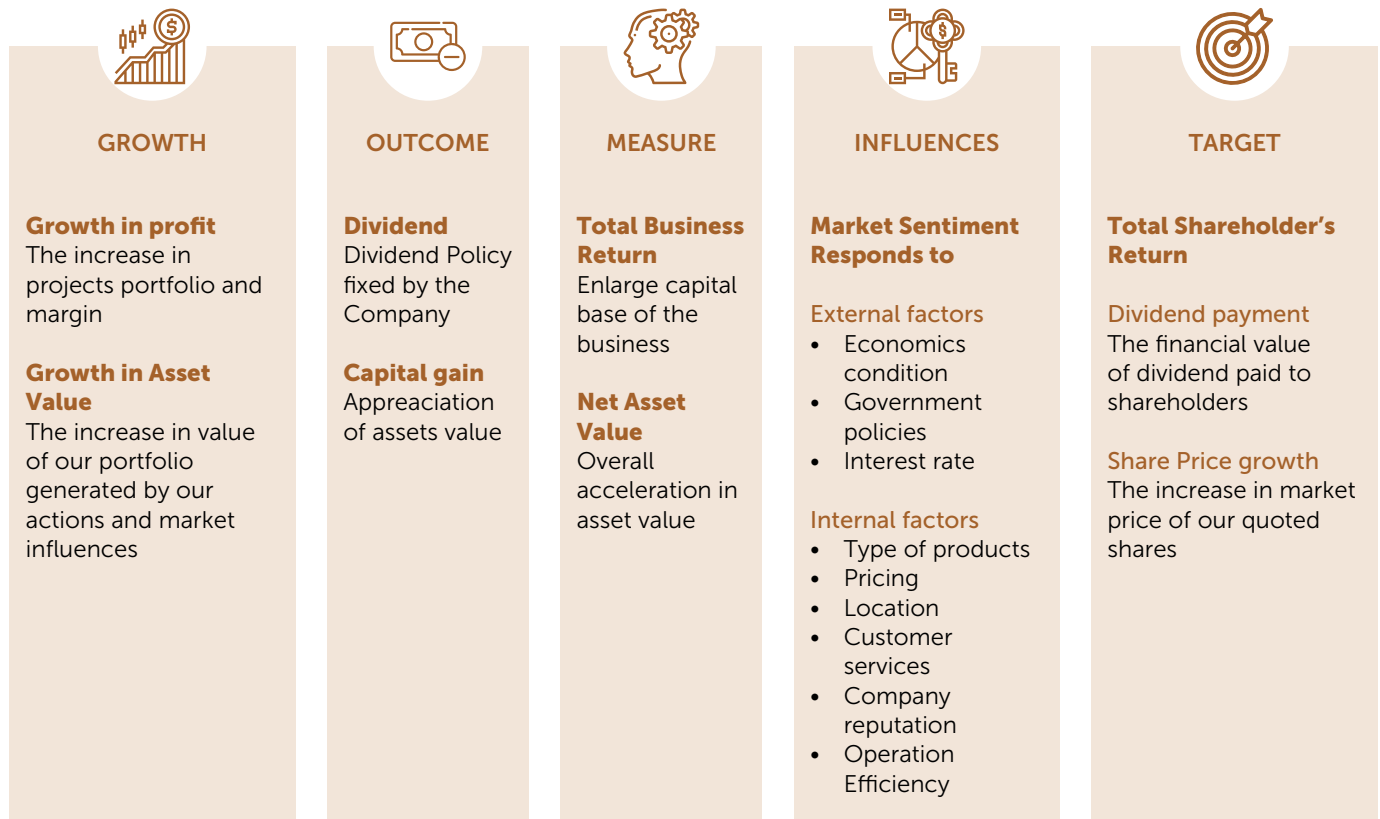 GROWTH
Growth in profit
The increase in
projects portfolio and
margin
Growth in Asset
Value
The increase in value
of our portfolio
generated by our
actions and market
influences
OUTCOME
Dividend
Dividend Policy
fixed by the
Company
Capital gain
Appreaciation
of assets value
MEASURE
Total Business
Return
Enlarge capital
base of the
business
Net Asset
Value
Overall
acceleration in
asset value
INFLUENCES
Market Sentiment
Responds to
External factors
• Economics
condition
• Government
policies
• Interest rate
Internal factors
• Type of products
• Pricing
• Location
• Customer
services
• Company
reputation
• Operation
Efficiency
TARGET
Total Shareholder’s
Return
Dividend payment
The financial value
of dividend paid to
shareholders
Share Price growth
The increase in market
price of our quoted
shares